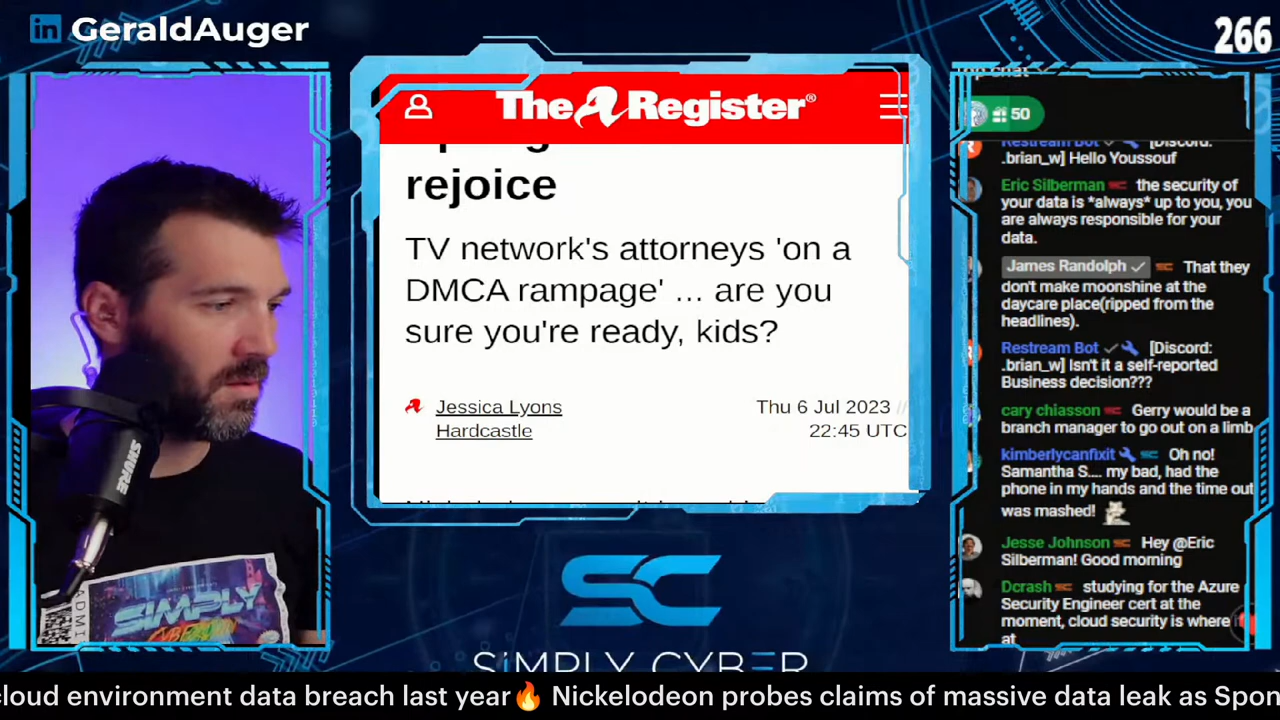 in GeraldAuger
266
The Register®
rejoice
TV network's attorneys 'on a
DMCA rampage' ... are you
sure you're ready, kids?
Jessica Lyons
Hardcastle
Thu 6 Jul 2023 //
22:45 UTC
50
Restream Bot [Discord:
.brian_w] Hello Youssouf
Eric Silberman the security of
your data is *always* up to you, you
are always responsible for your
data.
James Randolph That they
don't make moonshine at the
daycare place(ripped from the
headlines).
Restream Bot [Discord:
.brian_w] Isn't it a self-reported
Business decision???
cary chiasson Gerry would be a
branch manager to go out on a limb
kimberlycanfixit Oh no!
Samantha S.... my bad, had the
phone in my hands and the time out
was mashed!
Jesse Johnson Hey @Eric
Silberman! Good morning
Dcrash studying for the Azure
Security Engineer cert at the
moment, cloud security is where
at
SHURE
SIMPLY
SC
SIMPLY CYBER
cloud environment data breach last year🔥 Nickelodeon probes claims of massive data leak as Spon